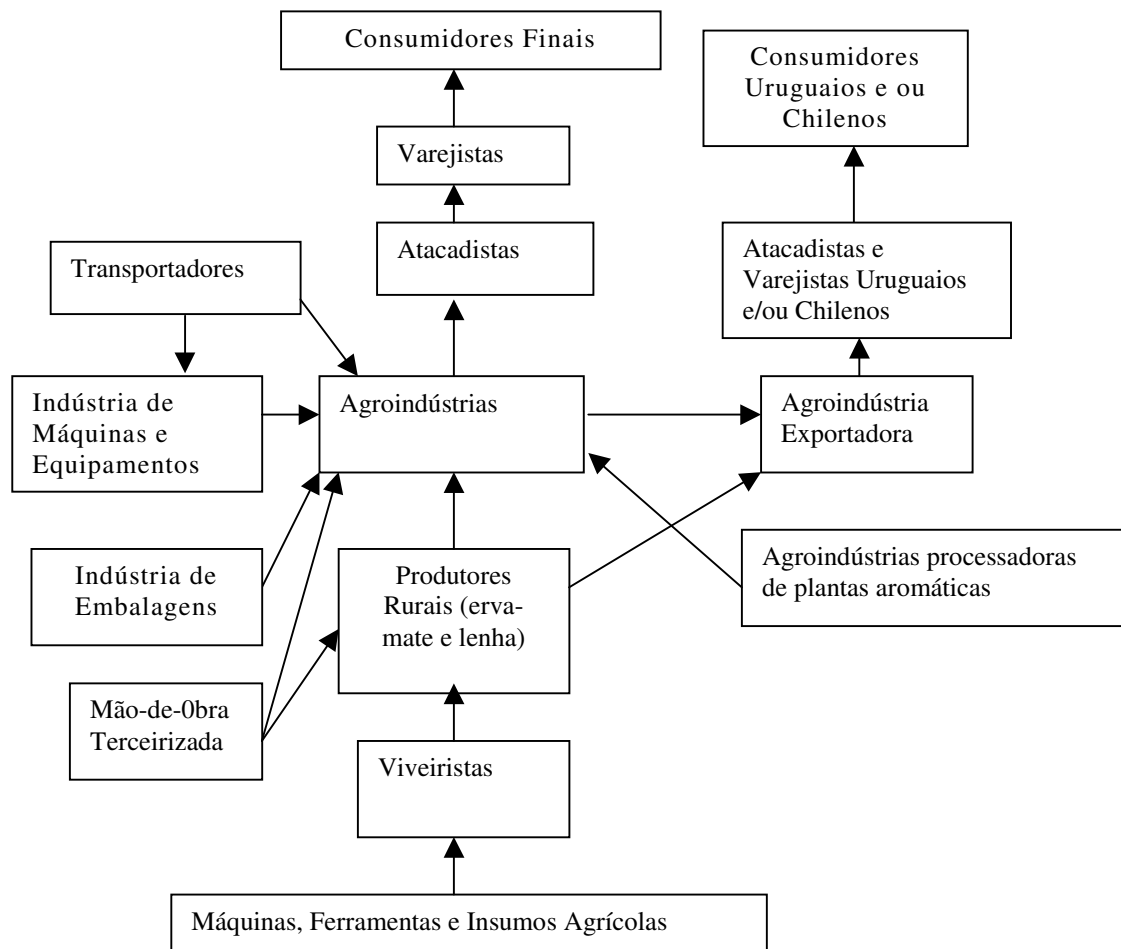 Consumidores Finais
Consumidores
Uruguaios e ou
Chilenos
Varejistas
Atacadistas
Atacadistas e
Varejistas Uruguaios
e/ou Chilenos
Transportadores
Indústria de
Máquinas e
Equipamentos
Agroindústrias
Agroindústria
Exportadora
Indústria de
Embalagens
Produtores
Rurais (erva-
mate e lenha)
Agroindústrias processadoras
de plantas aromáticas
Mão-de-0bra
Terceirizada
Viveiristas
Máquinas, Ferramentas e Insumos Agrícolas